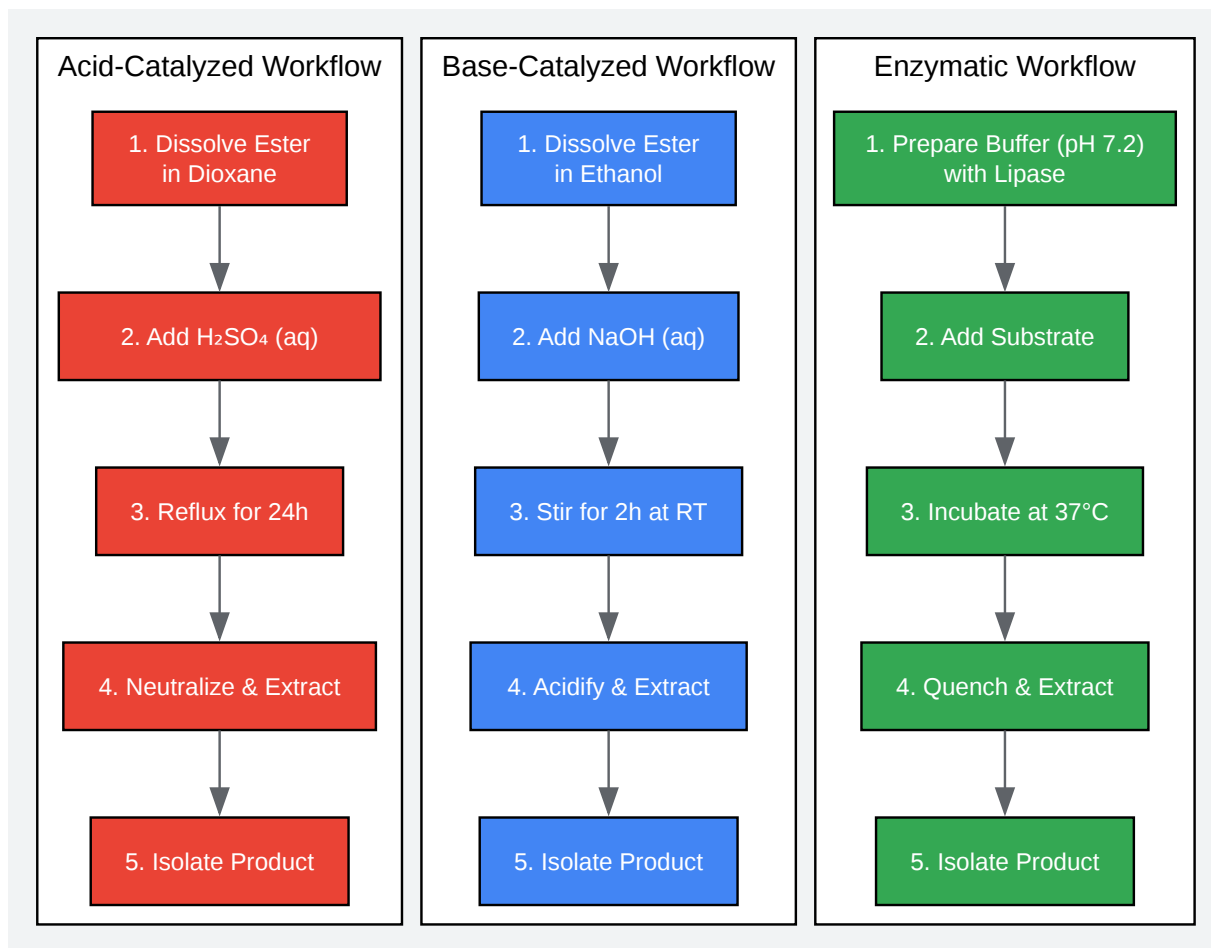 Acid-Catalyzed Workflow
1. Dissolve Ester
in Dioxane
2. Add H₂SO₄ (aq)
3. Reflux for 24h
4. Neutralize & Extract
5. Isolate Product
Base-Catalyzed Workflow
1. Dissolve Ester
in Ethanol
2. Add NaOH (aq)
3. Stir for 2h at RT
4. Acidify & Extract
5. Isolate Product
Enzymatic Workflow
1. Prepare Buffer (pH 7.2)
with Lipase
2. Add Substrate
3. Incubate at 37°C
4. Quench & Extract
5. Isolate Product